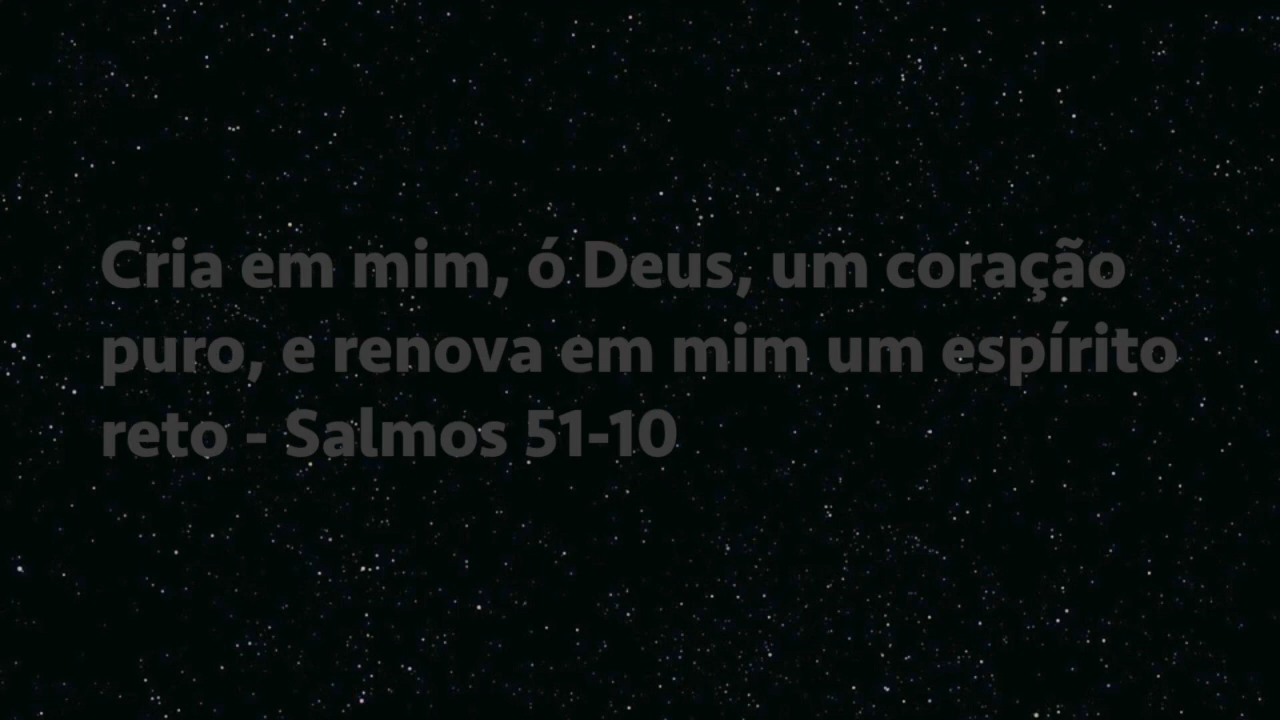 Cria em mim, ó Deus, um coração
puro, e renova em mim um espírito
reto - Salmos 51-10